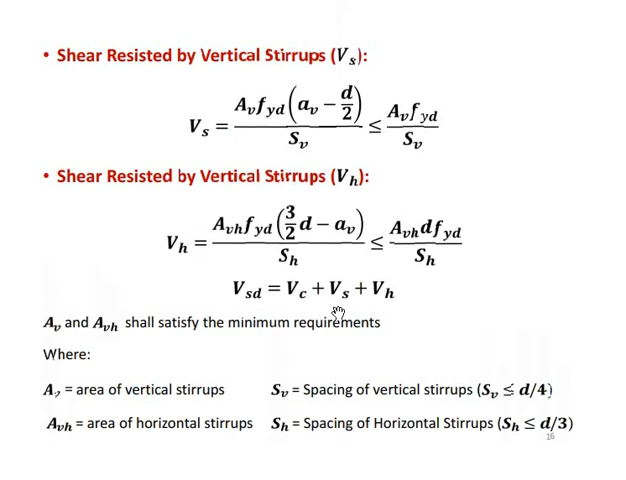 • Shear Resisted by Vertical Stirrups (V_s):
V_s = A_v f_yd (a_v − d/2) / S_v ≤ A_v f_yd / S_v
• Shear Resisted by Vertical Stirrups (V_h):
V_h = A_vh f_yd (3/2 d − a_v) / S_h ≤ A_vh d f_yd / S_h
V_sd = V_c + V_s + V_h
A_v and A_vh shall satisfy the minimum requirements
Where:
A_v = area of vertical stirrups S_v = Spacing of vertical stirrups (S_v ≤ d/4)
A_vh = area of horizontal stirrups S_h = Spacing of Horizontal Stirrups (S_h ≤ d/3)
16